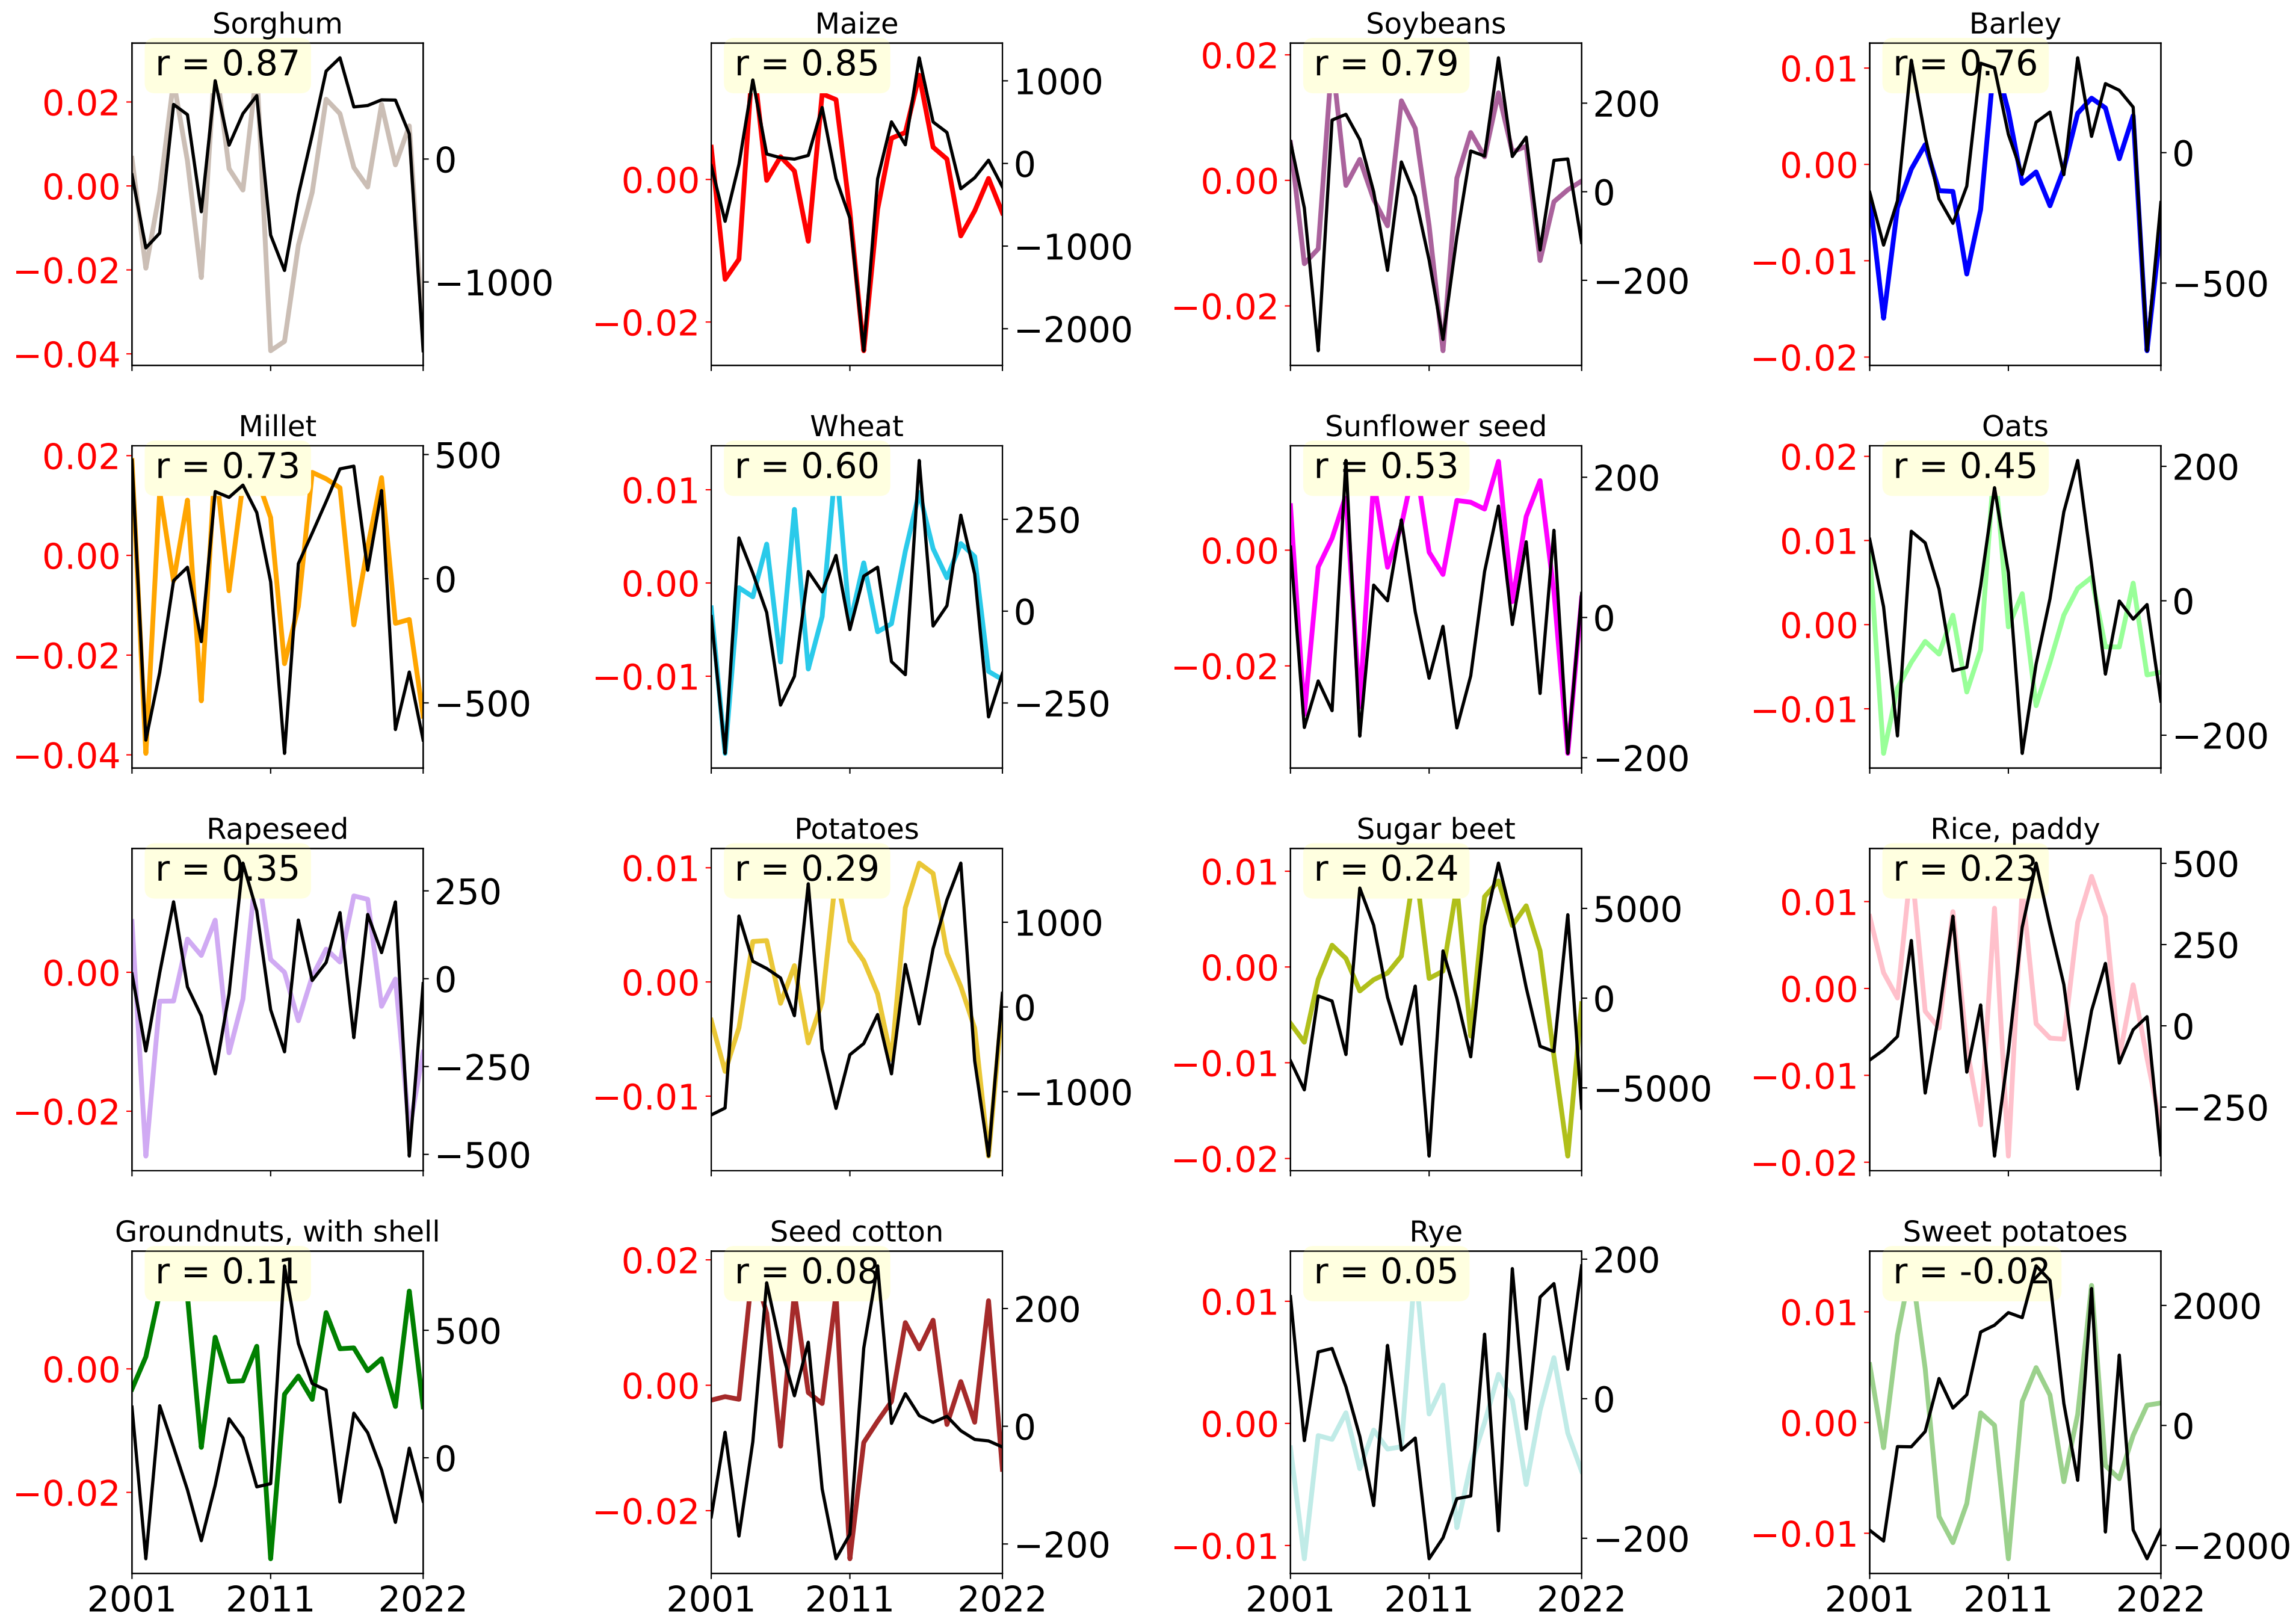 Sorghum
r = 0.87
0.02
0.00
−0.02
−0.04
0
−1000
Maize
r = 0.85
0.00
−0.02
1000
0
−1000
−2000
Soybeans
r = 0.79
0.02
0.00
−0.02
200
0
−200
Barley
r = 0.76
0.01
0.00
−0.01
−0.02
0
−500
Millet
r = 0.73
0.02
0.00
−0.02
−0.04
500
0
−500
Wheat
r = 0.60
0.01
0.00
−0.01
250
0
−250
Sunflower seed
r = 0.53
0.00
−0.02
200
0
−200
Oats
r = 0.45
0.02
0.01
0.00
−0.01
200
0
−200
Rapeseed
r = 0.35
0.00
−0.02
250
0
−250
−500
Potatoes
r = 0.29
0.01
0.00
−0.01
1000
0
−1000
Sugar beet
r = 0.24
0.01
0.00
−0.01
−0.02
5000
0
−5000
Rice, paddy
r = 0.23
0.01
0.00
−0.01
−0.02
500
250
0
−250
Groundnuts, with shell
r = 0.11
0.00
−0.02
500
0
2001 2011 2022
Seed cotton
r = 0.08
0.02
0.00
−0.02
200
0
−200
2001 2011 2022
Rye
r = 0.05
0.01
0.00
−0.01
200
0
−200
2001 2011 2022
Sweet potatoes
r = -0.02
0.01
0.00
−0.01
2000
0
−2000
2001 2011 2022